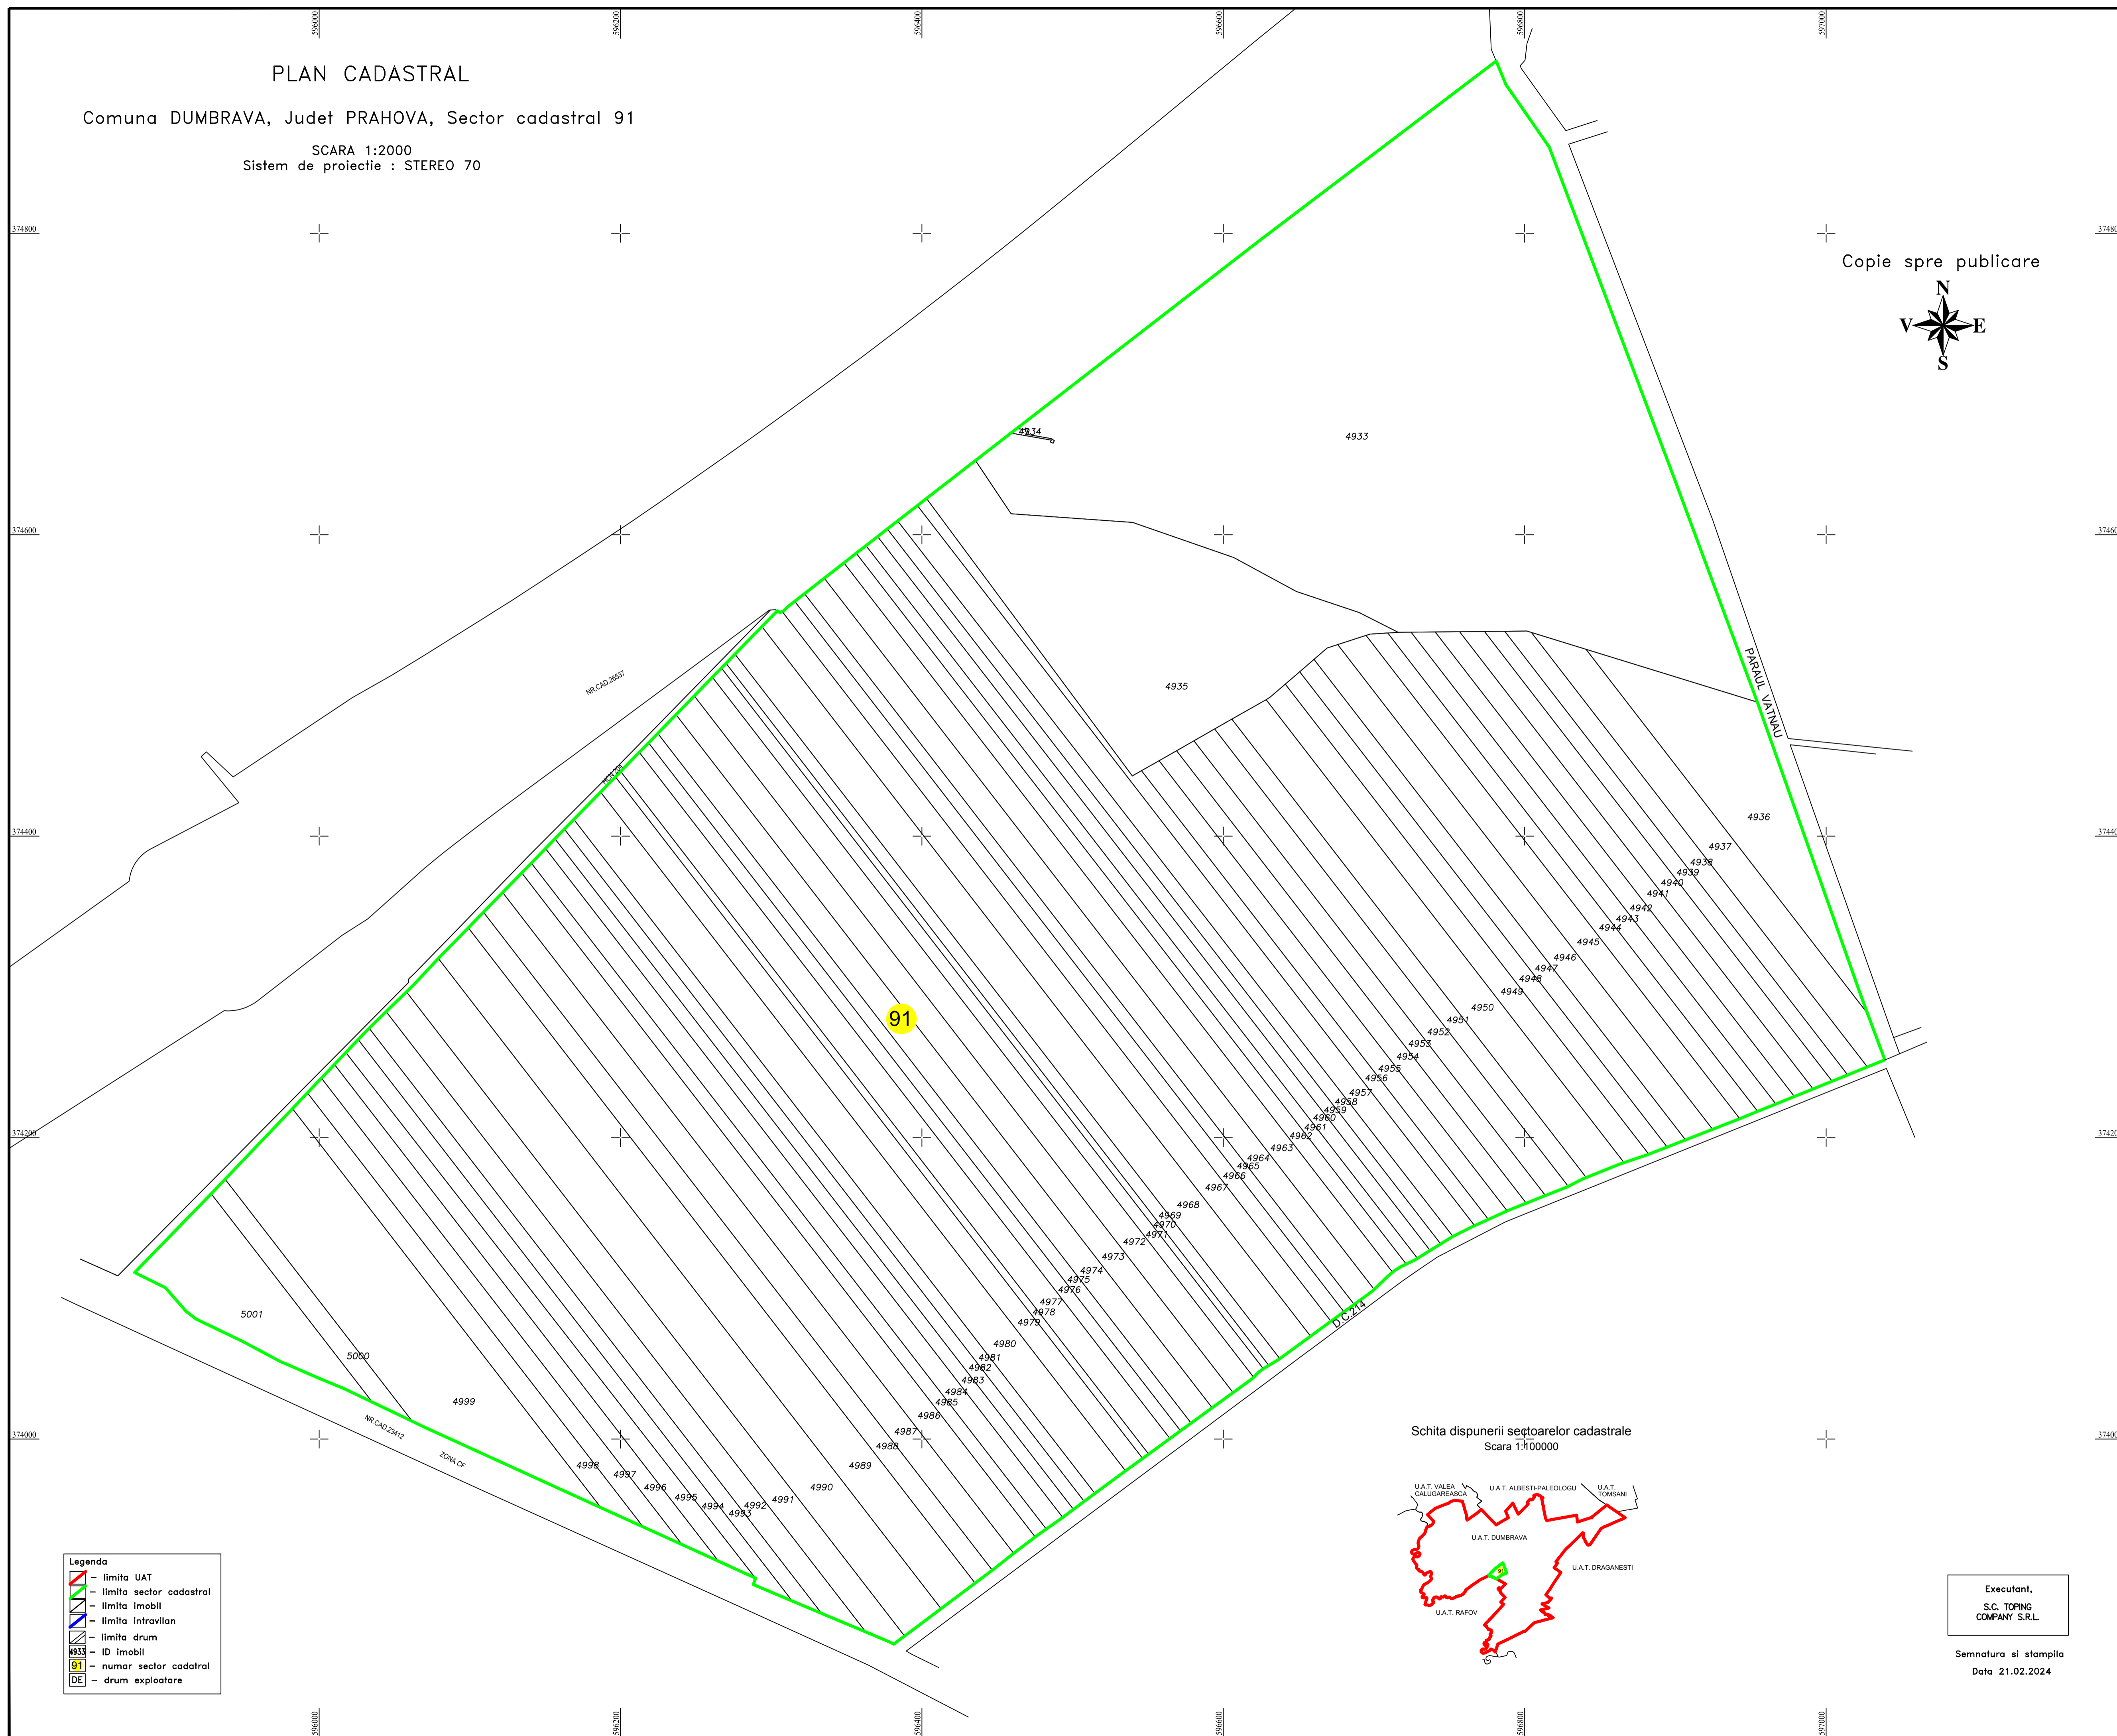 596000
596200
596400
596600
596800
597000
PLAN CADASTRAL
Comuna DUMBRAVA, Judet PRAHOVA, Sector cadastral 91
SCARA 1:2000
Sistem de proiectie : STEREO 70
374800
Copie spre publicare
N
V
E
S
4934
4933
374600
4935
NR.CAD.26537
PARAUL VATNAU
374400
4936
4937
4938
4939
4940
4941
4942
4943
4944
4945
4946
4947
4948
4949
4950
4951
4952
4953
4954
4955
4956
4957
4958
4959
4960
4961
4962
4963
4964
4965
4966
4967
4968
4969
4970
4971
4972
4973
4974
4975
4976
4977
4978
4979
4980
4981
4982
4983
4984
4985
4986
4987
4988
4989
4990
4991
4992
4993
4994
4995
4996
4997
4998
4999
5000
5001
91
374200
D.C.214
NR.CAD.23412
ZONA CF
374000
Schita dispunerii sectoarelor cadastrale
Scara 1:100000
U.A.T. VALEA
CALUGAREASCA
U.A.T. ALBESTI-PALEOLOGU
U.A.T.
TOMSANI
U.A.T. DUMBRAVA
U.A.T. DRAGANESTI
91
U.A.T. RAFOV
Legenda
– limita UAT
– limita sector cadastral
– limita imobil
– limita intravilan
– limita drum
4933 – ID imobil
91 – numar sector cadatral
DE – drum exploatare
Executant,
S.C. TOPING
COMPANY S.R.L.
Semnatura si stampila
Data 21.02.2024
596000
596200
596400
596600
596800
597000